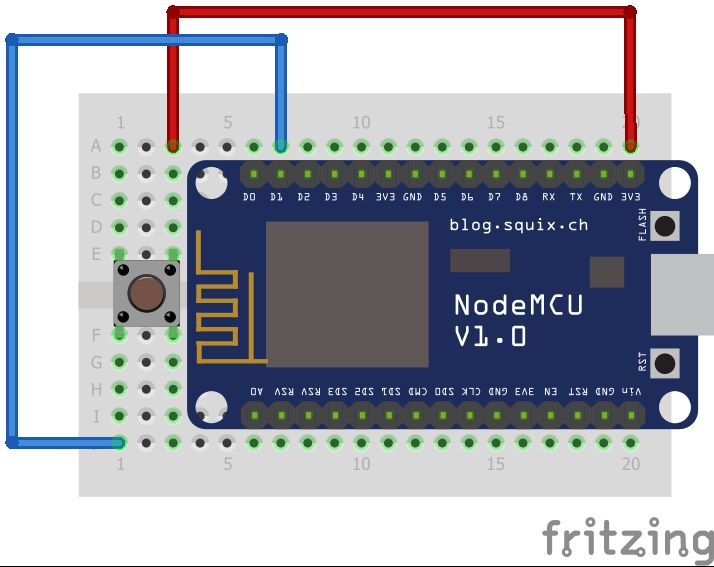 1 5 10 15 20
A
B
D0 D1 D2 D3 D4 3V3 GND D5 D6 D7 D8 RX TX GND 3V3
C
D
FLASH
blog.squix.ch
E
NodeMCU
V1.0
F
RST
G
H
A0 RSV RSV SD3 SD2 SD1 CMD SD0 CLK GND 3V3 EN RST GND Vin
I
1 5 10 15 20
fritzing